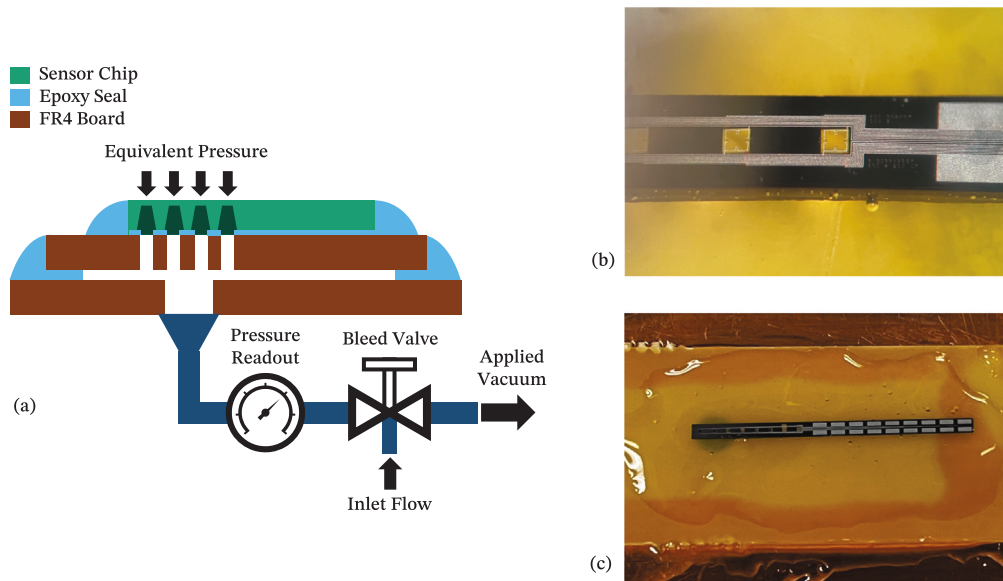 Sensor Chip
Epoxy Seal
FR4 Board
Equivalent Pressure
Pressure
Readout
Bleed Valve
Applied
Vacuum
Inlet Flow
(a)
(b)
(c)